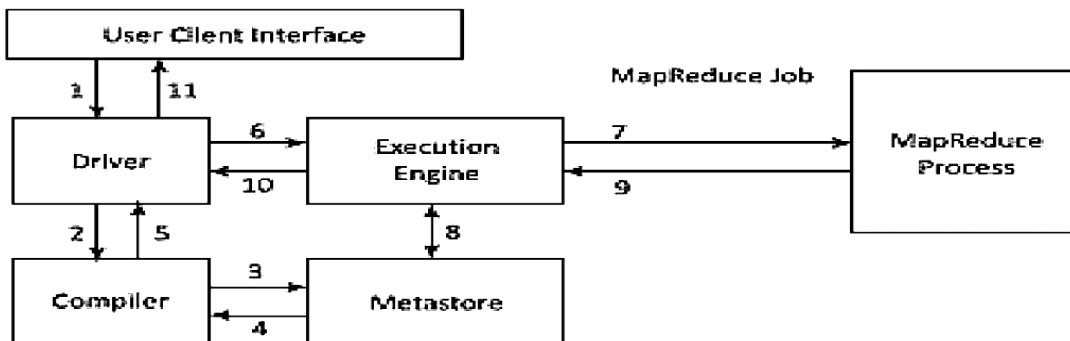 User Client Interface
1
11
MapReduce Job
Driver
6
10
Execution
Engine
7
9
MapReduce
Process
2
5
8
Compiler
3
4
Metastore